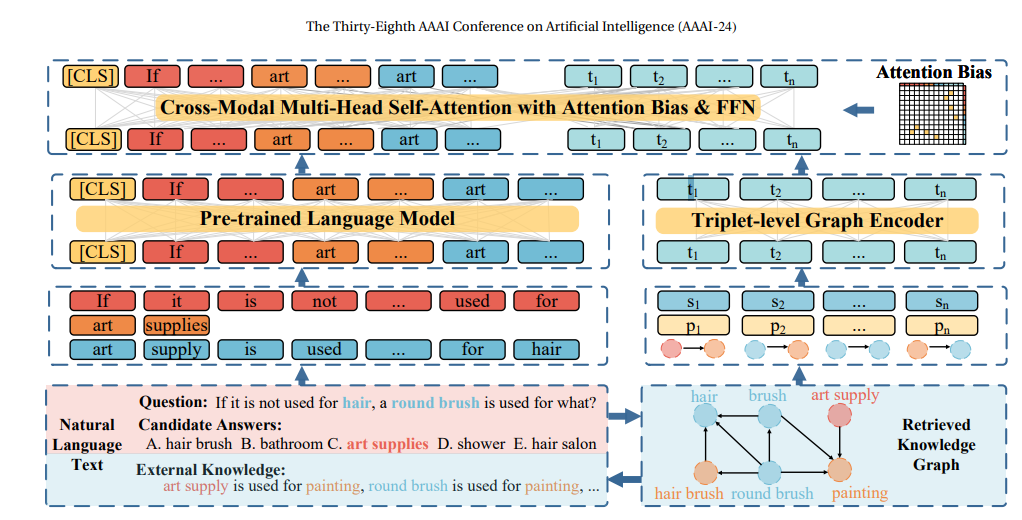 The Thirty-Eighth AAAI Conference on Artificial Intelligence (AAAI-24)
[CLS] If ... art ... art ... t1 t2 ... tn
Attention Bias
Cross-Modal Multi-Head Self-Attention with Attention Bias & FFN
[CLS] If ... art ... art ... t1 t2 ... tn
[CLS] If ... art ... art ... t1 t2 ... tn
Pre-trained Language Model
Triplet-level Graph Encoder
[CLS] If ... art ... art ... t1 t2 ... tn
If it is not ... used for
s1 s2 ... sn
art supplies
p1 p2 ... pn
art supply is used ... for hair
Natural
Language
Text
Question: If it is not used for hair, a round brush is used for what?
Candidate Answers:
A. hair brush B. bathroom C. art supplies D. shower E. hair salon
External Knowledge:
art supply is used for painting, round brush is used for painting, ...
hair brush art supply
hair brush round brush painting
Retrieved
Knowledge
Graph